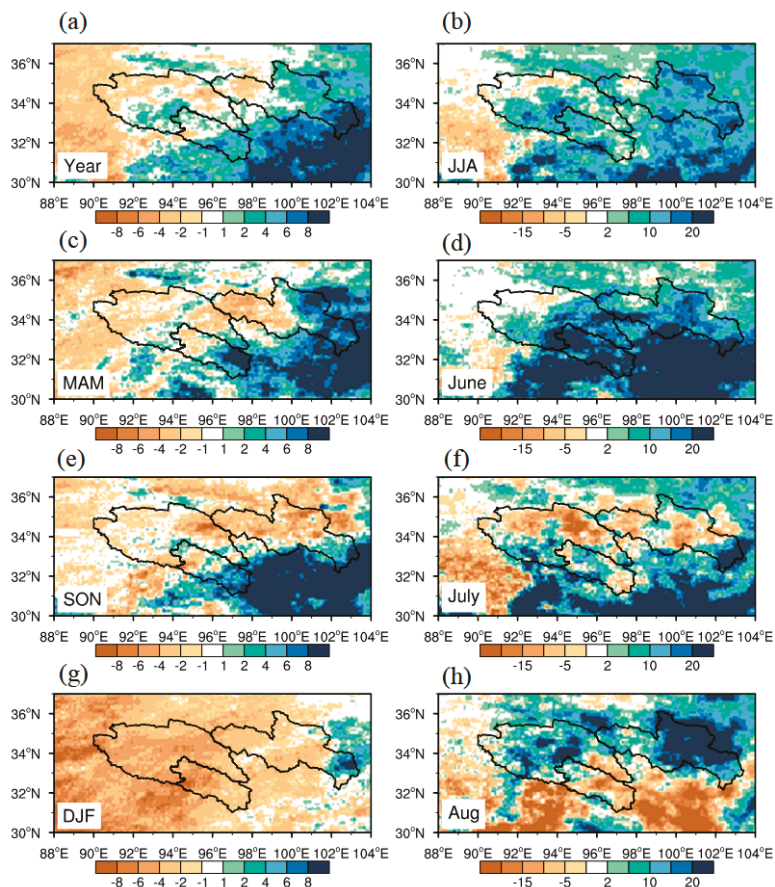 (a) (b)
36°N 36°N
34°N 34°N
32°N 32°N
Year JJA
30°N 30°N
88°E 90°E 92°E 94°E 96°E 98°E 100°E 102°E 104°E 88°E 90°E 92°E 94°E 96°E 98°E 100°E 102°E 104°E
-8 -6 -4 -2 -1 1 2 4 6 8 -15 -5 2 10 20
(c) (d)
36°N 36°N
34°N 34°N
32°N 32°N
MAM June
30°N 30°N
88°E 90°E 92°E 94°E 96°E 98°E 100°E 102°E 104°E 88°E 90°E 92°E 94°E 96°E 98°E 100°E 102°E 104°E
-8 -6 -4 -2 -1 1 2 4 6 8 -15 -5 2 10 20
(e) (f)
36°N 36°N
34°N 34°N
32°N 32°N
SON July
30°N 30°N
88°E 90°E 92°E 94°E 96°E 98°E 100°E 102°E 104°E 88°E 90°E 92°E 94°E 96°E 98°E 100°E 102°E 104°E
-8 -6 -4 -2 -1 1 2 4 6 8 -15 -5 2 10 20
(g) (h)
36°N 36°N
34°N 34°N
32°N 32°N
DJF Aug
30°N 30°N
88°E 90°E 92°E 94°E 96°E 98°E 100°E 102°E 104°E 88°E 90°E 92°E 94°E 96°E 98°E 100°E 102°E 104°E
-8 -6 -4 -2 -1 1 2 4 6 8 -15 -5 2 10 20